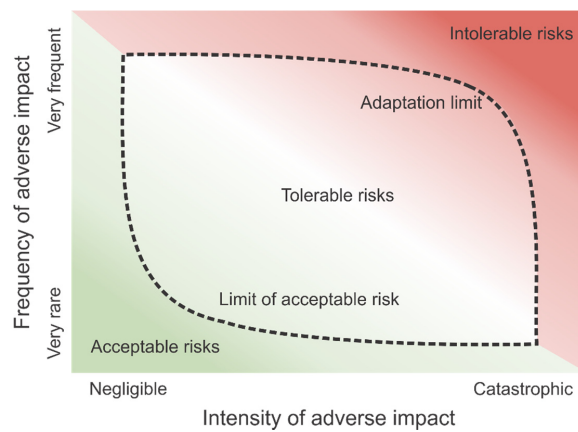 Intolerable risks
Adaptation limit
Tolerable risks
Limit of acceptable risk
Acceptable risks
Frequency of adverse impact
Very frequent
Very rare
Negligible
Catastrophic
Intensity of adverse impact